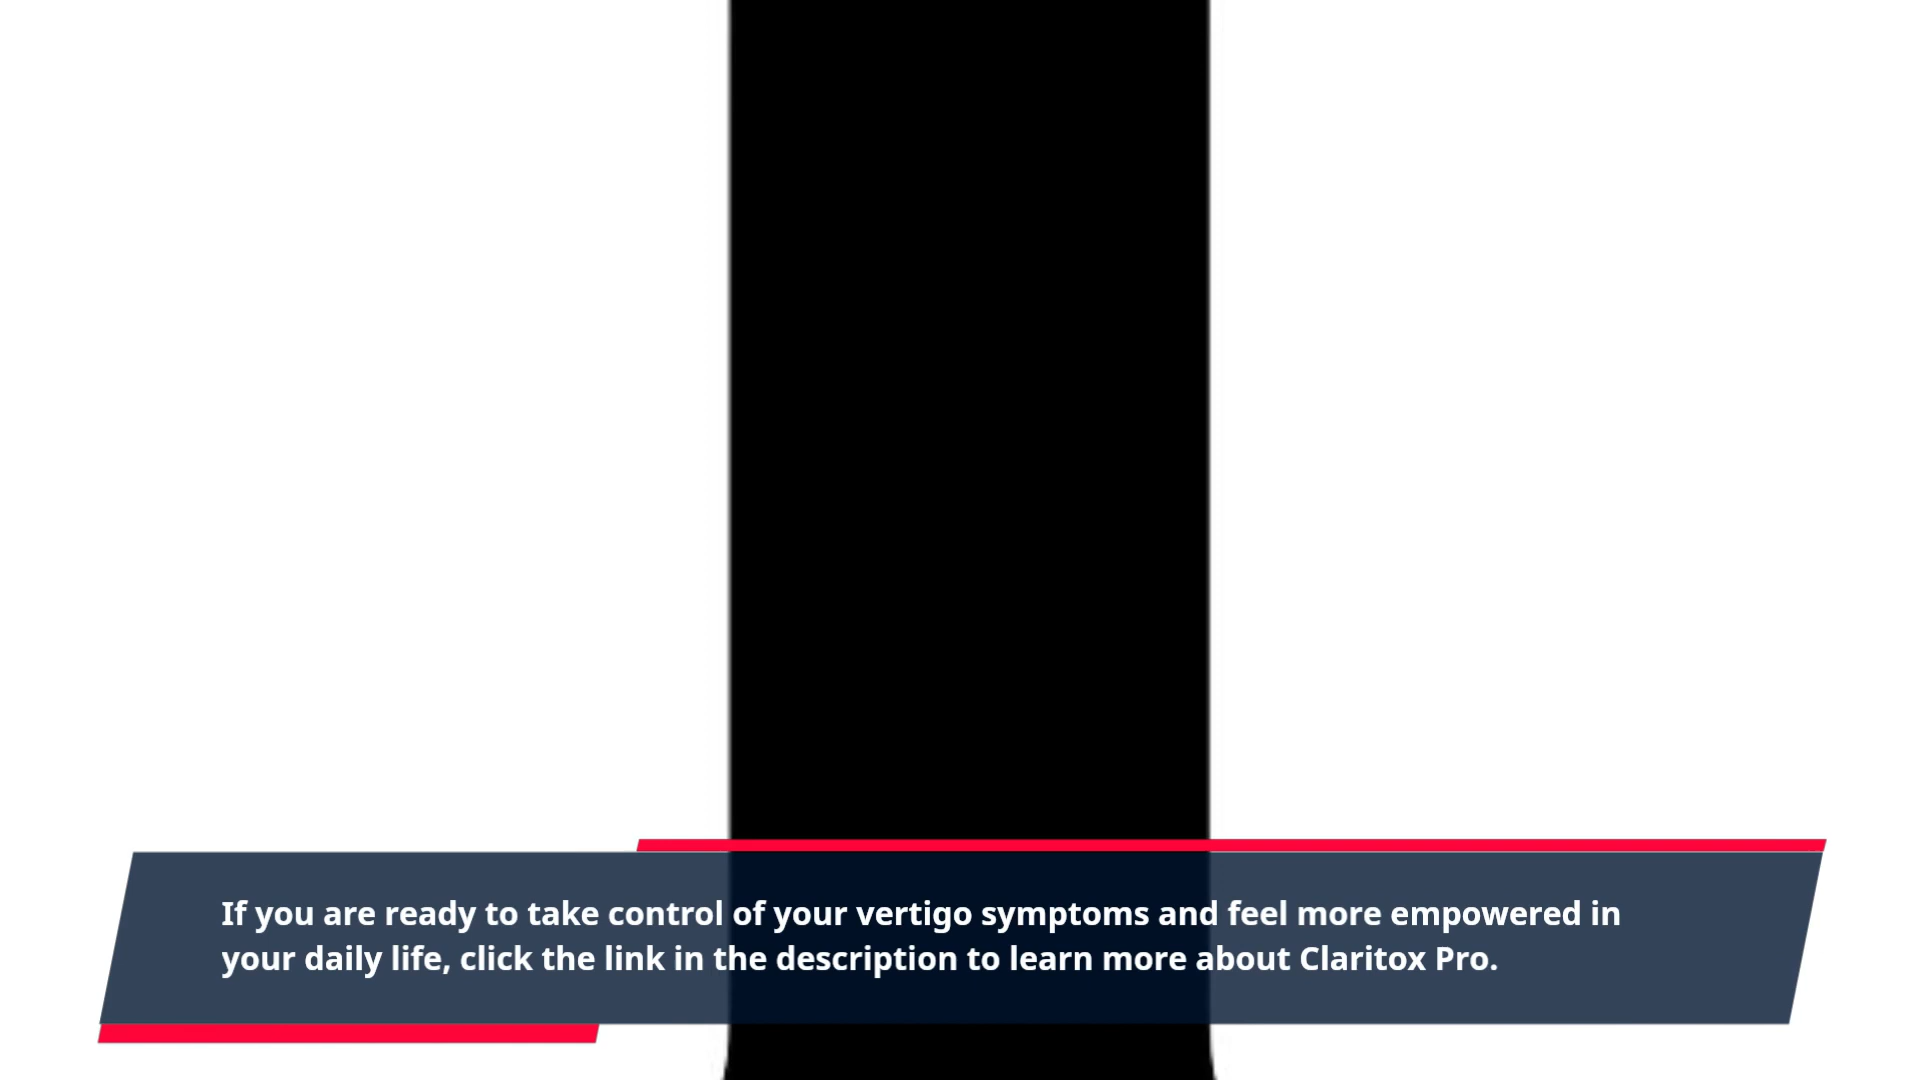 If you are ready to take control of your vertigo symptoms and feel more empowered in
your daily life, click the link in the description to learn more about Claritox Pro.